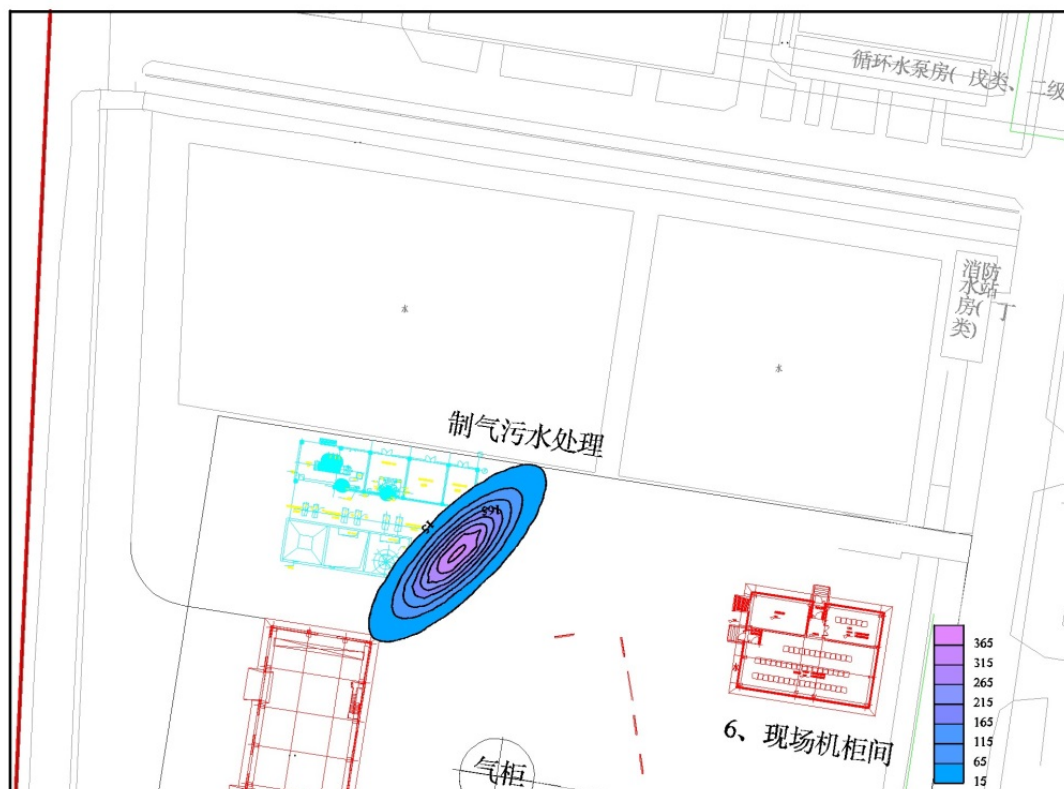 循环水泵房( 戊类、二级
消防
水站
房( 丁
类)
水
水
制气污水处理
165
15
6、现场机柜间
气柜
365
315
265
215
165
115
65
15